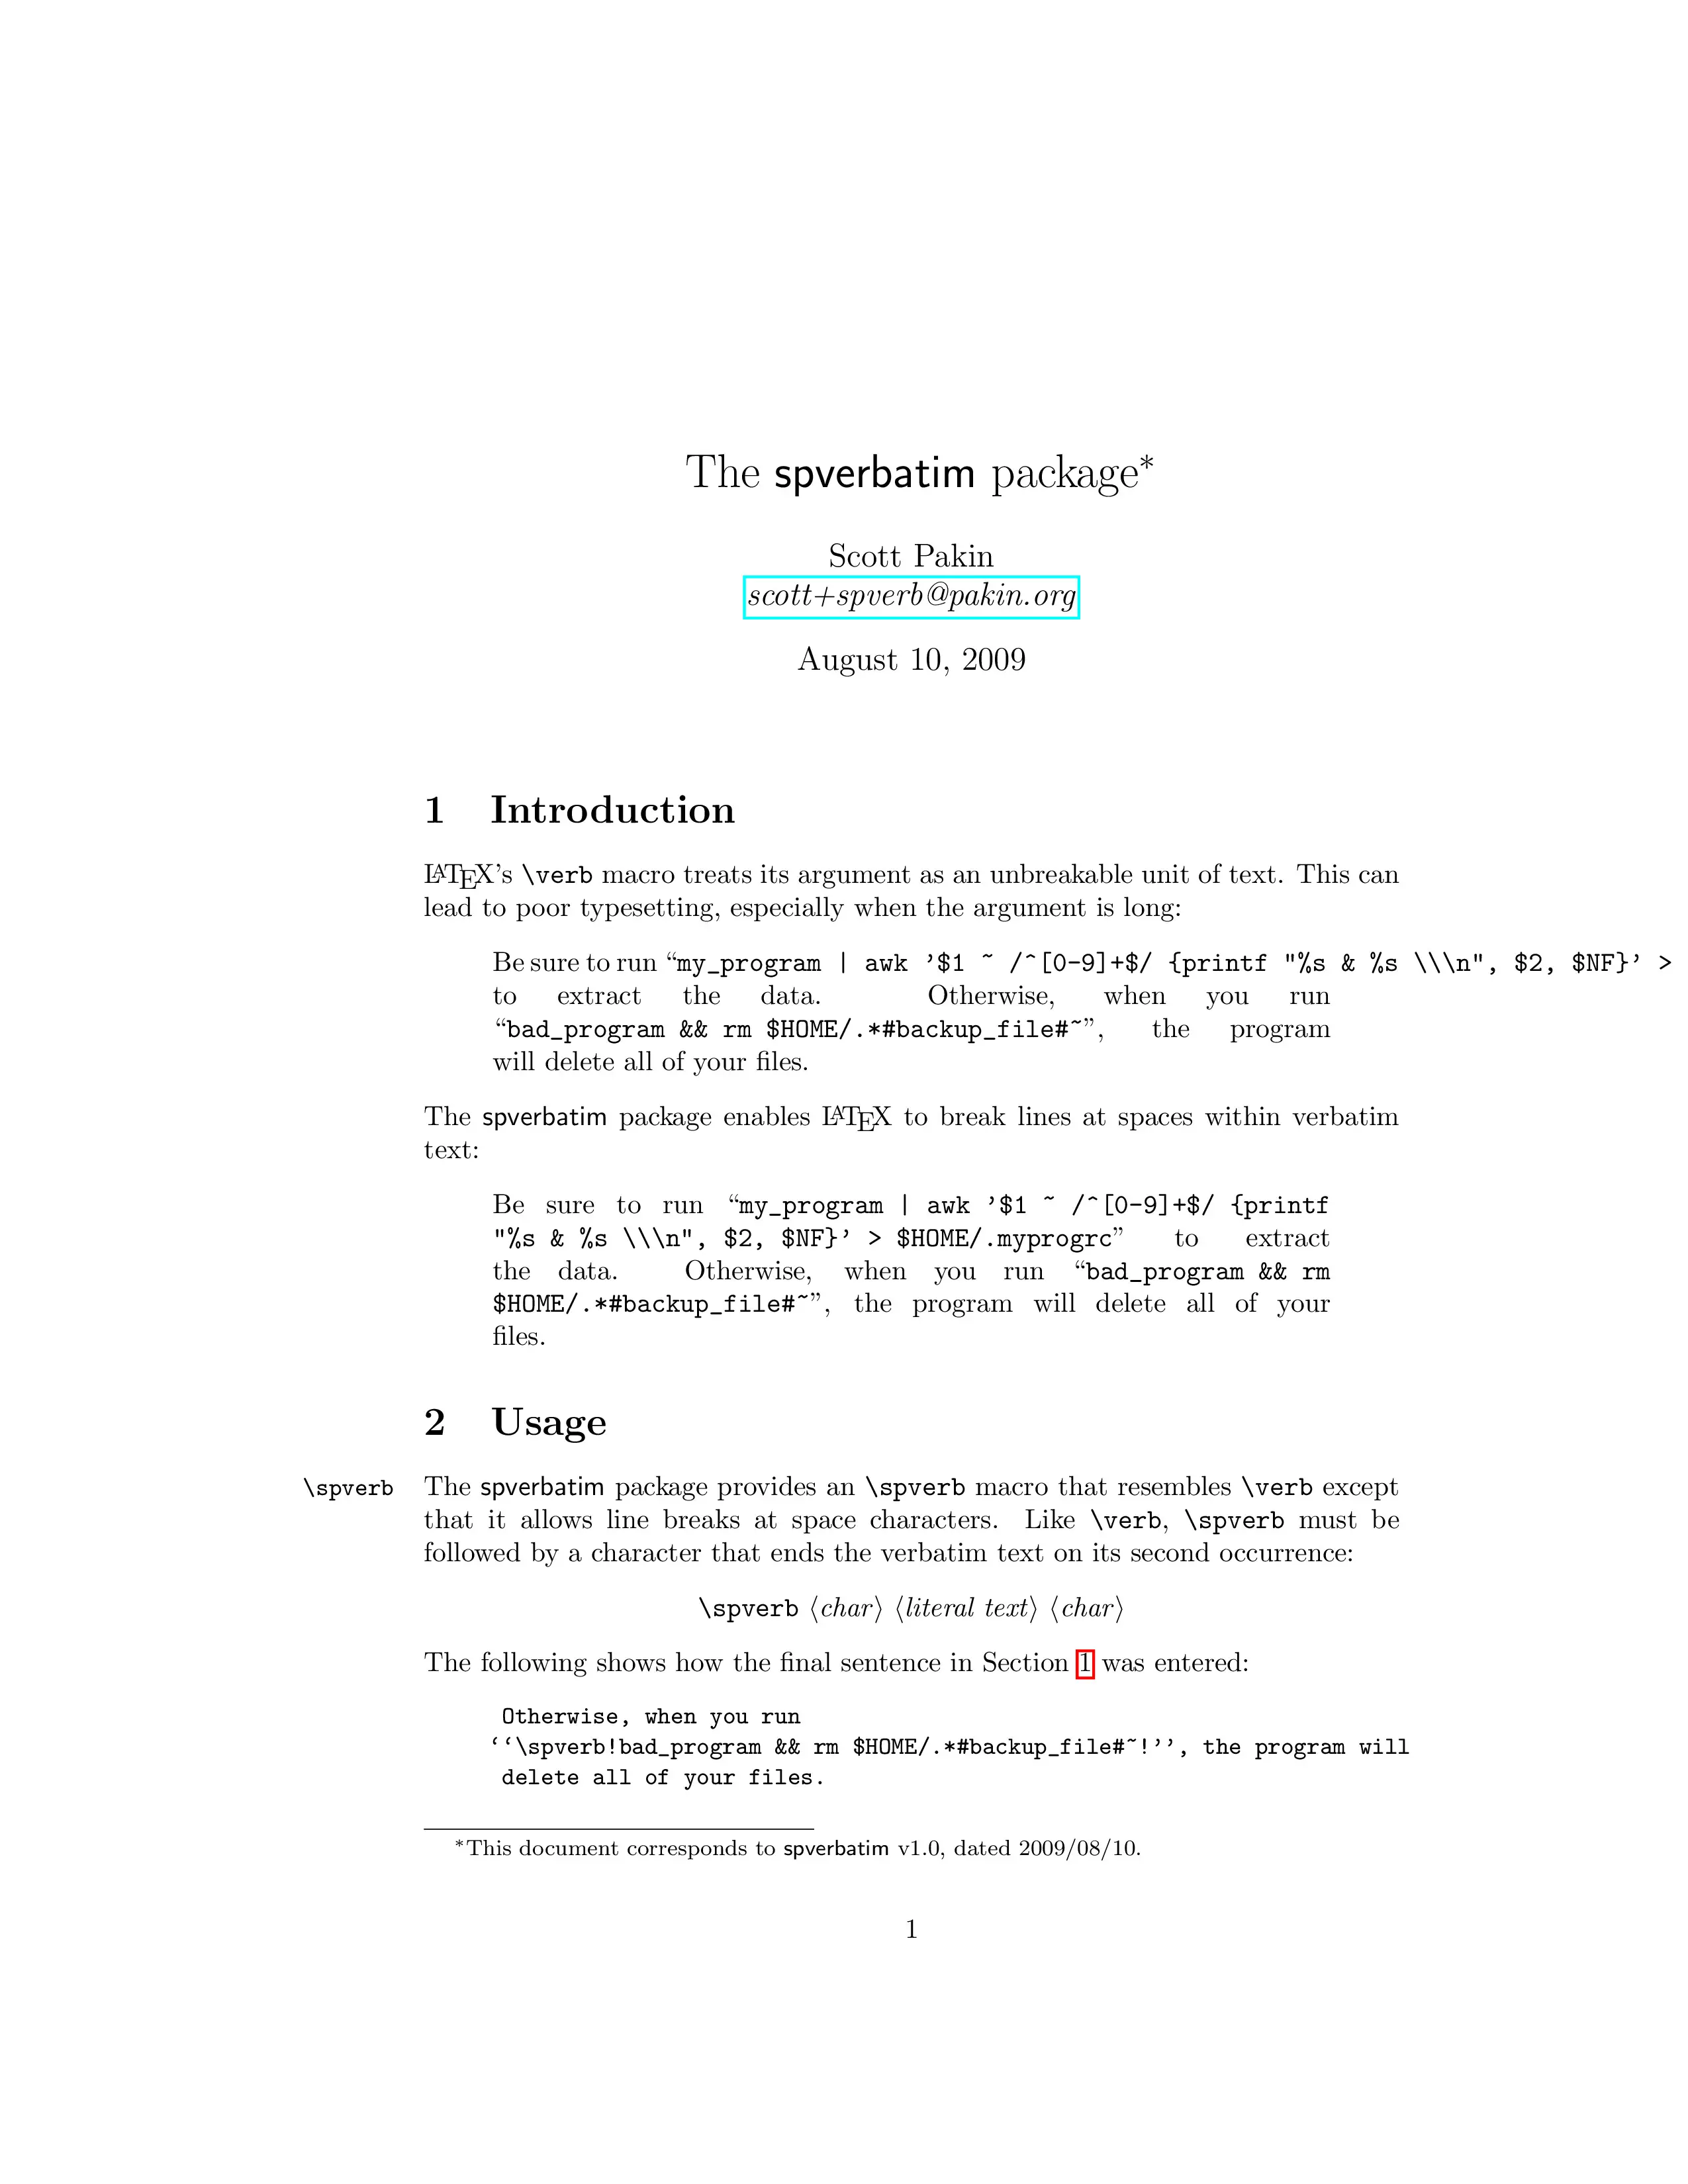 The spverbatim package*
Scott Pakin
scott+spverb@pakin.org
August 10, 2009
1 Introduction
LATEX's \verb macro treats its argument as an unbreakable unit of text. This can
lead to poor typesetting, especially when the argument is long:
Be sure to run “my_program | awk '$1 ~ /^[0-9]+$/ {printf "%s & %s \\\n", $2, $NF}' >
to extract the data. Otherwise, when you run
“bad_program && rm $HOME/.*#backup_file#~”, the program
will delete all of your files.
The spverbatim package enables LATEX to break lines at spaces within verbatim
text:
Be sure to run “my_program | awk '$1 ~ /^[0-9]+$/ {printf
"%s & %s \\\n", $2, $NF}' > $HOME/.myprogrc” to extract
the data. Otherwise, when you run “bad_program && rm
$HOME/.*#backup_file#~”, the program will delete all of your
files.
2 Usage
\spverb The spverbatim package provides an \spverb macro that resembles \verb except
that it allows line breaks at space characters. Like \verb, \spverb must be
followed by a character that ends the verbatim text on its second occurrence:
\spverb ⟨char⟩ ⟨literal text⟩ ⟨char⟩
The following shows how the final sentence in Section 1 was entered:
Otherwise, when you run
‘‘\spverb!bad_program && rm $HOME/.*#backup_file#~!’’, the program will
delete all of your files.
*This document corresponds to spverbatim v1.0, dated 2009/08/10.
1